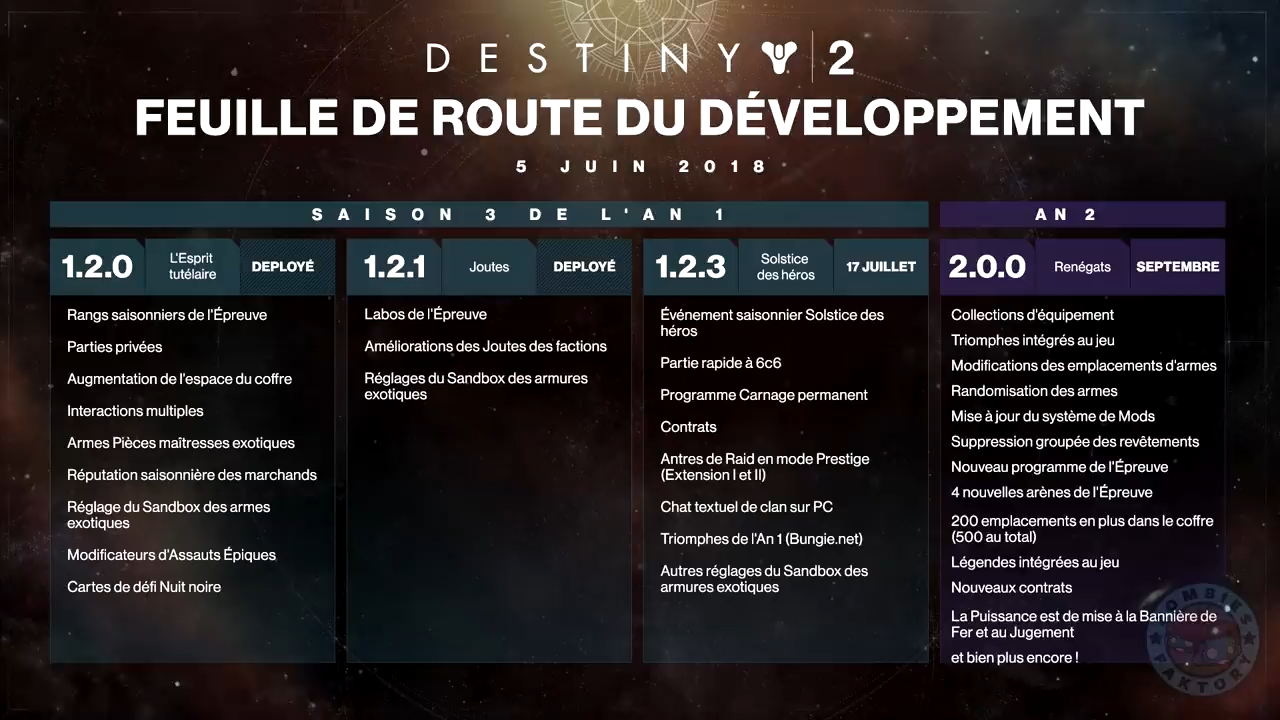 DESTINY 2
FEUILLE DE ROUTE DU DÉVELOPPEMENT
5 JUIN 2018
SAISON 3 DE L'AN 1
AN 2
1.2.0
L'Esprit
tutélaire
DEPLOYÉ
Rangs saisonniers de l'Épreuve
Parties privées
Augmentation de l'espace du coffre
Interactions multiples
Armes Pièces maîtresses exotiques
Réputation saisonnière des marchands
Réglage du Sandbox des armes
exotiques
Modificateurs d'Assauts Épiques
Cartes de défi Nuit noire
1.2.1
Joutes
DEPLOYÉ
Labos de l'Épreuve
Améliorations des Joutes des factions
Réglages du Sandbox des armures
exotiques
1.2.3
Solstice
des héros
17 JUILLET
Événement saisonnier Solstice des
héros
Partie rapide à 6c6
Programme Carnage permanent
Contrats
Antres de Raid en mode Prestige
(Extension I et II)
Chat textuel de clan sur PC
Triomphes de l'An 1 (Bungie.net)
Autres réglages du Sandbox des
armures exotiques
2.0.0
Renégats
SEPTEMBRE
Collections d'équipement
Triomphes intégrés au jeu
Modifications des emplacements d'armes
Randomisation des armes
Mise à jour du système de Mods
Suppression groupée des revêtements
Nouveau programme de l'Épreuve
4 nouvelles arènes de l'Épreuve
200 emplacements en plus dans le coffre
(500 au total)
Légendes intégrées au jeu
Nouveaux contrats
La Puissance est de mise à la Bannière de
Fer et au Jugement
et bien plus encore !
ZOMBIES
FAKTORY